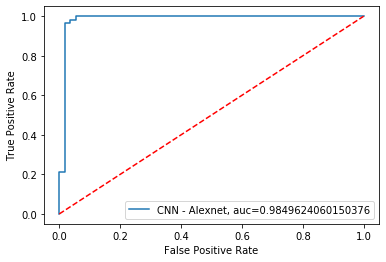 1.0
0.8
0.6
0.4
0.2
0.0
True Positive Rate
CNN - Alexnet, auc=0.9849624060150376
0.0 0.2 0.4 0.6 0.8 1.0
False Positive Rate